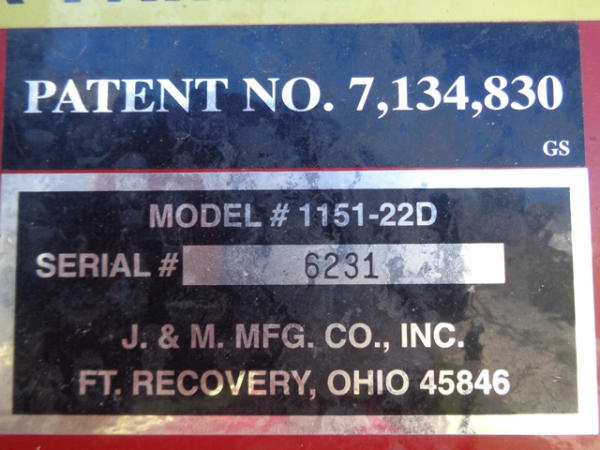 PATENT NO. 7,134,830
GS
MODEL # 1151-22D
SERIAL # 6231
J. & M. MFG. CO., INC.
FT. RECOVERY, OHIO 45846